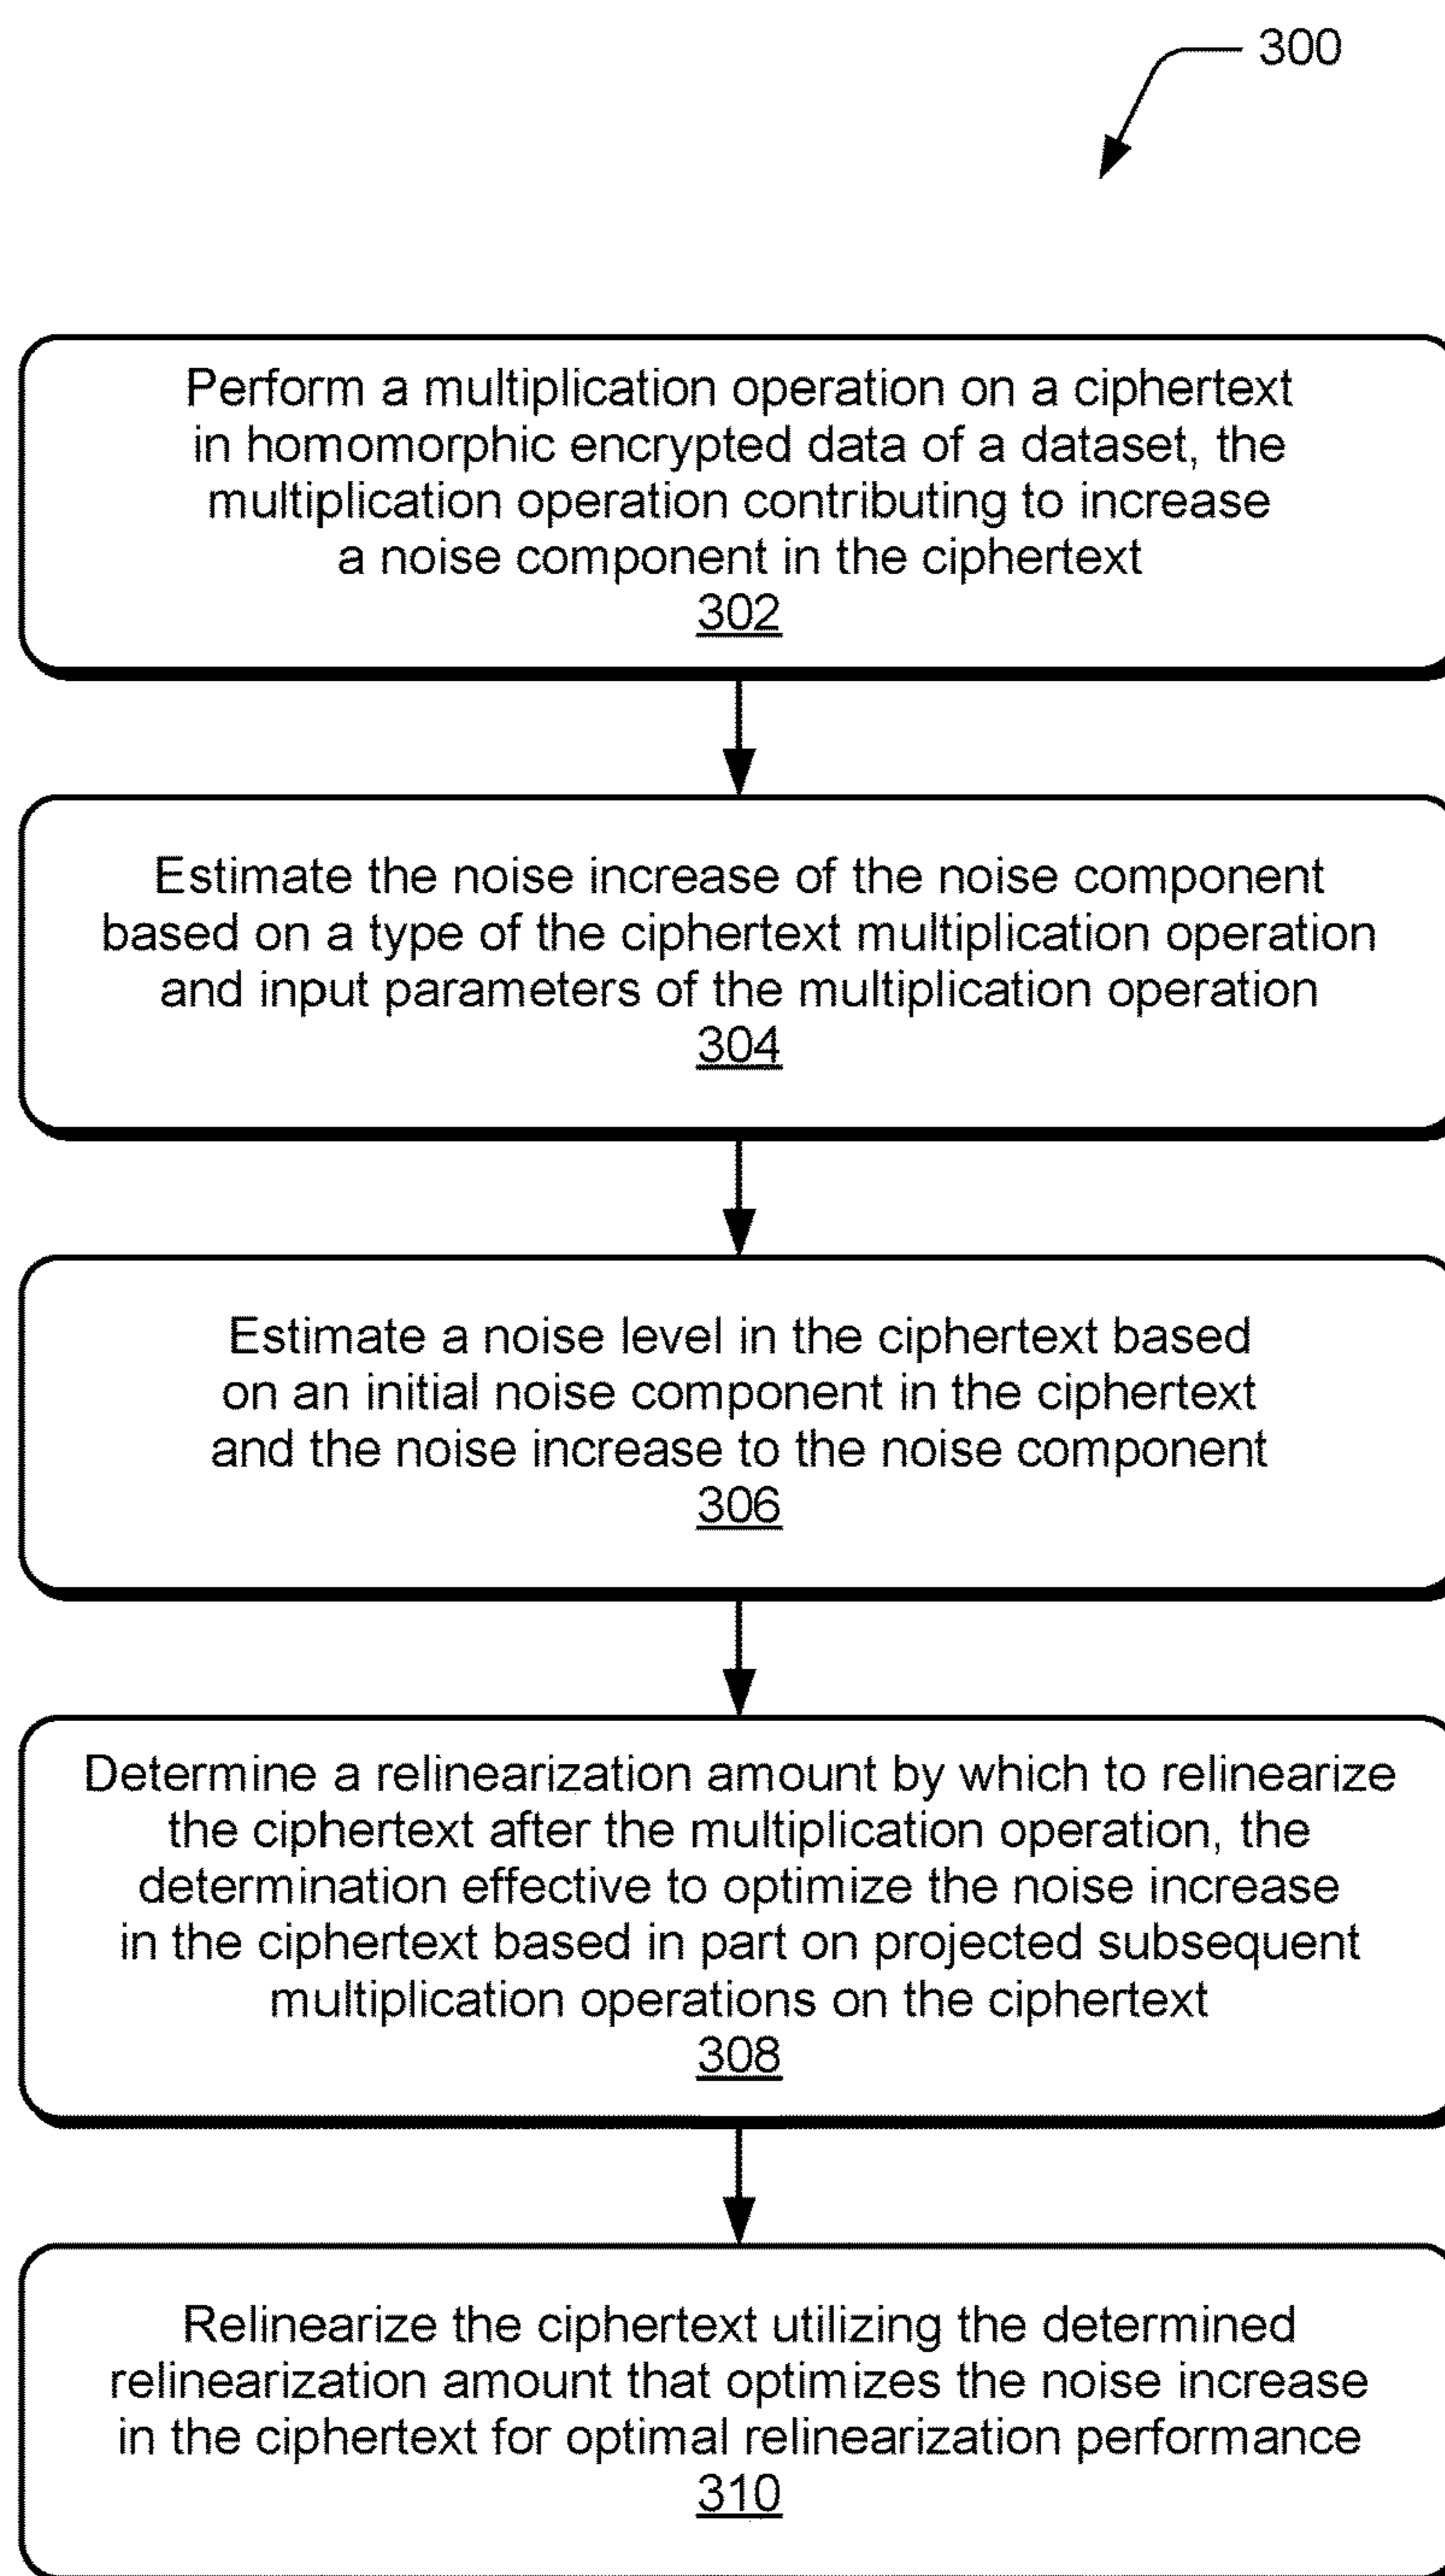 300
Perform a multiplication operation on a ciphertext
in homomorphic encrypted data of a dataset, the
multiplication operation contributing to increase
a noise component in the ciphertext
302
Estimate the noise increase of the noise component
based on a type of the ciphertext multiplication operation
and input parameters of the multiplication operation
304
Estimate a noise level in the ciphertext based
on an initial noise component in the ciphertext
and the noise increase to the noise component
306
Determine a relinearization amount by which to relinearize
the ciphertext after the multiplication operation, the
determination effective to optimize the noise increase
in the ciphertext based in part on projected subsequent
multiplication operations on the ciphertext
308
Relinearize the ciphertext utilizing the determined
relinearization amount that optimizes the noise increase
in the ciphertext for optimal relinearization performance
310